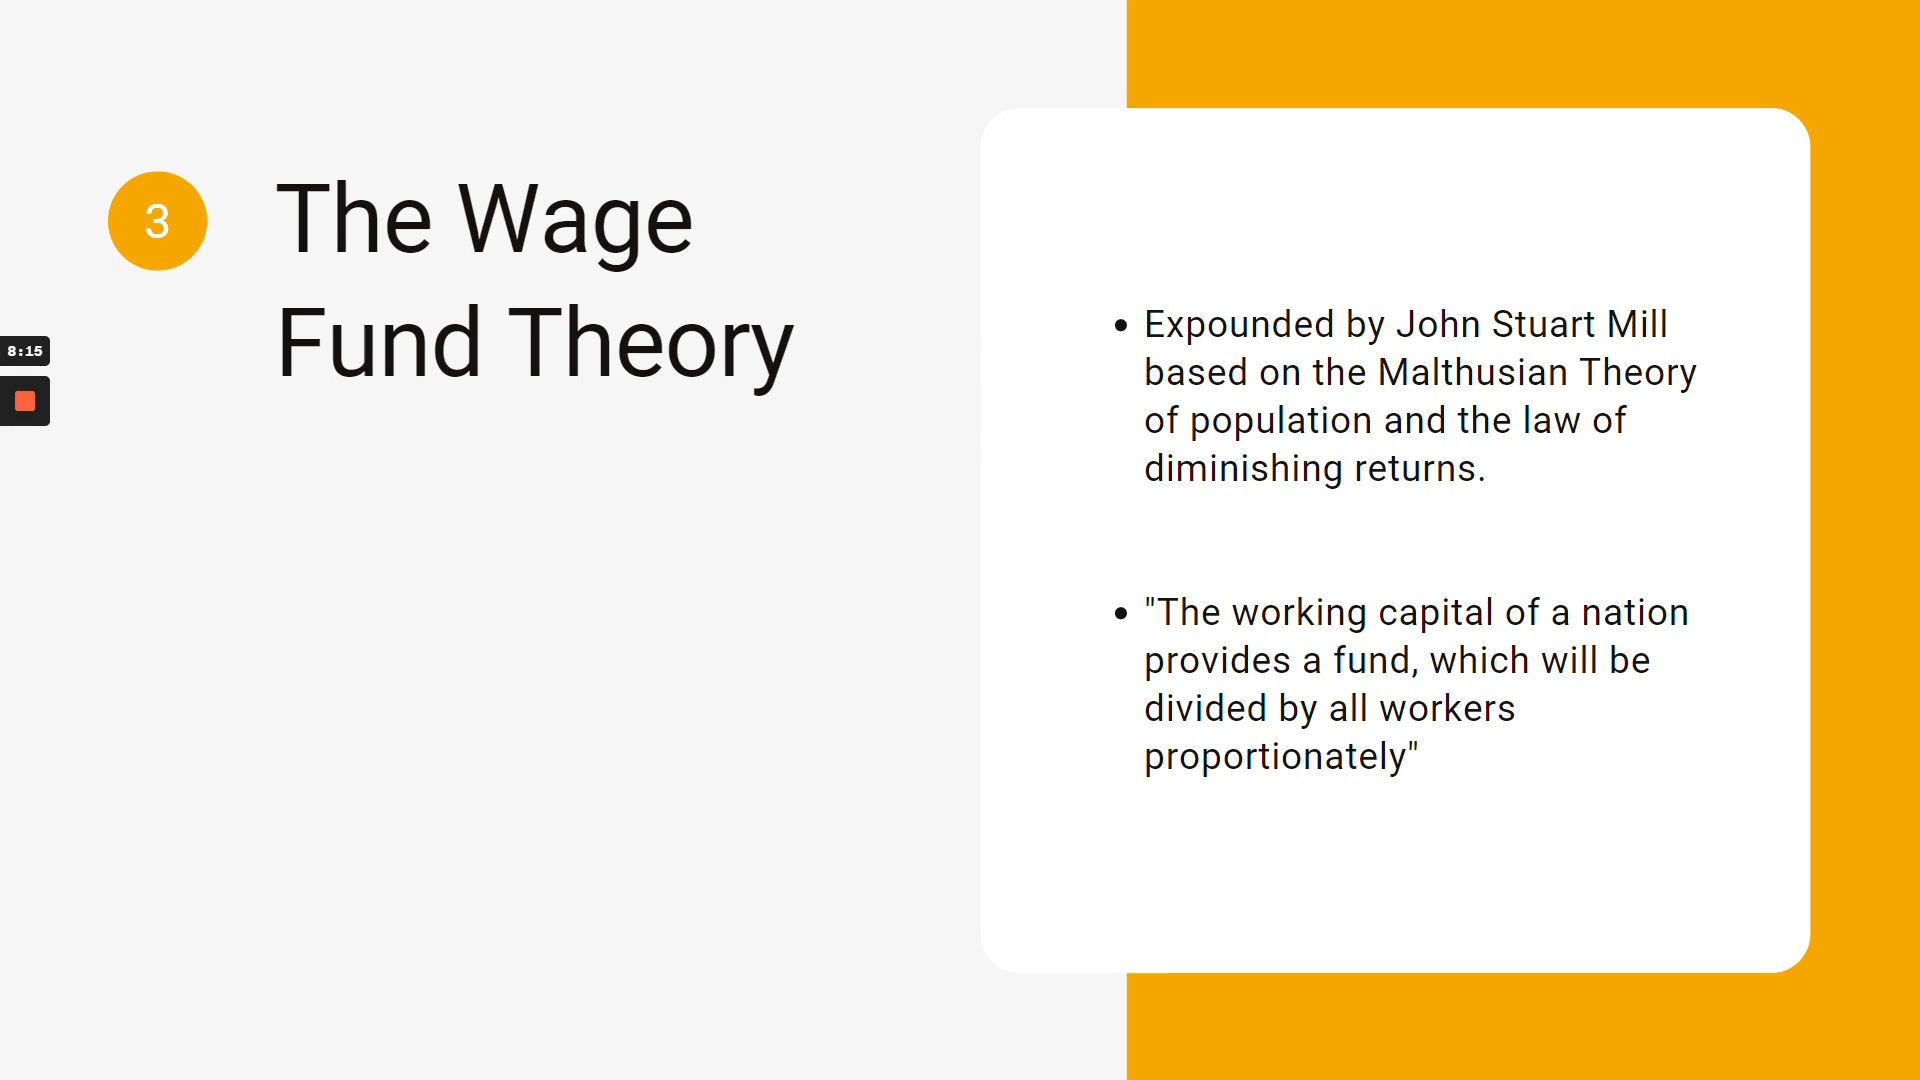 3
The Wage
Fund Theory
8:15
• Expounded by John Stuart Mill
based on the Malthusian Theory
of population and the law of
diminishing returns.
• "The working capital of a nation
provides a fund, which will be
divided by all workers
proportionately"